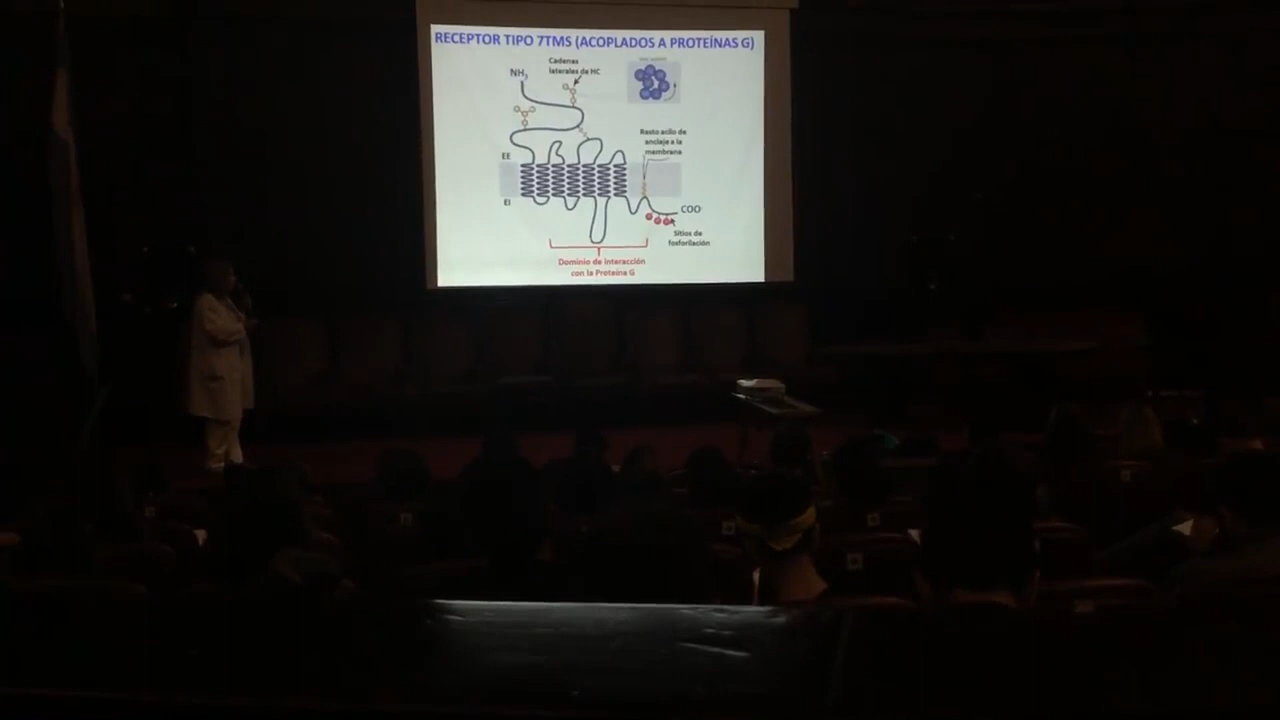 RECEPTOR TIPO 7TMS (ACOPLADOS A PROTEÍNAS G)
Cadenas
laterales de HC
NH3
Resto acilo de
anclaje a la
membrana
EE
EI
COO
Sitios de
fosforilación
Dominio de interacción
con la Proteína G